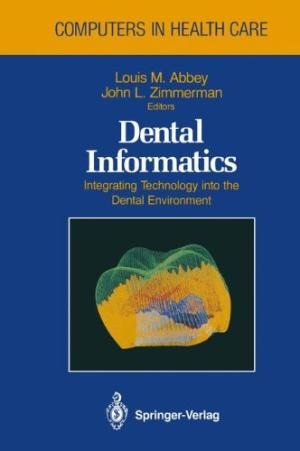 COMPUTERS IN HEALTH CARE
Louis M. Abbey
John L. Zimmerman
Editors
Dental
Informatics
Integrating Technology into the
Dental Environment
Springer-Verlag